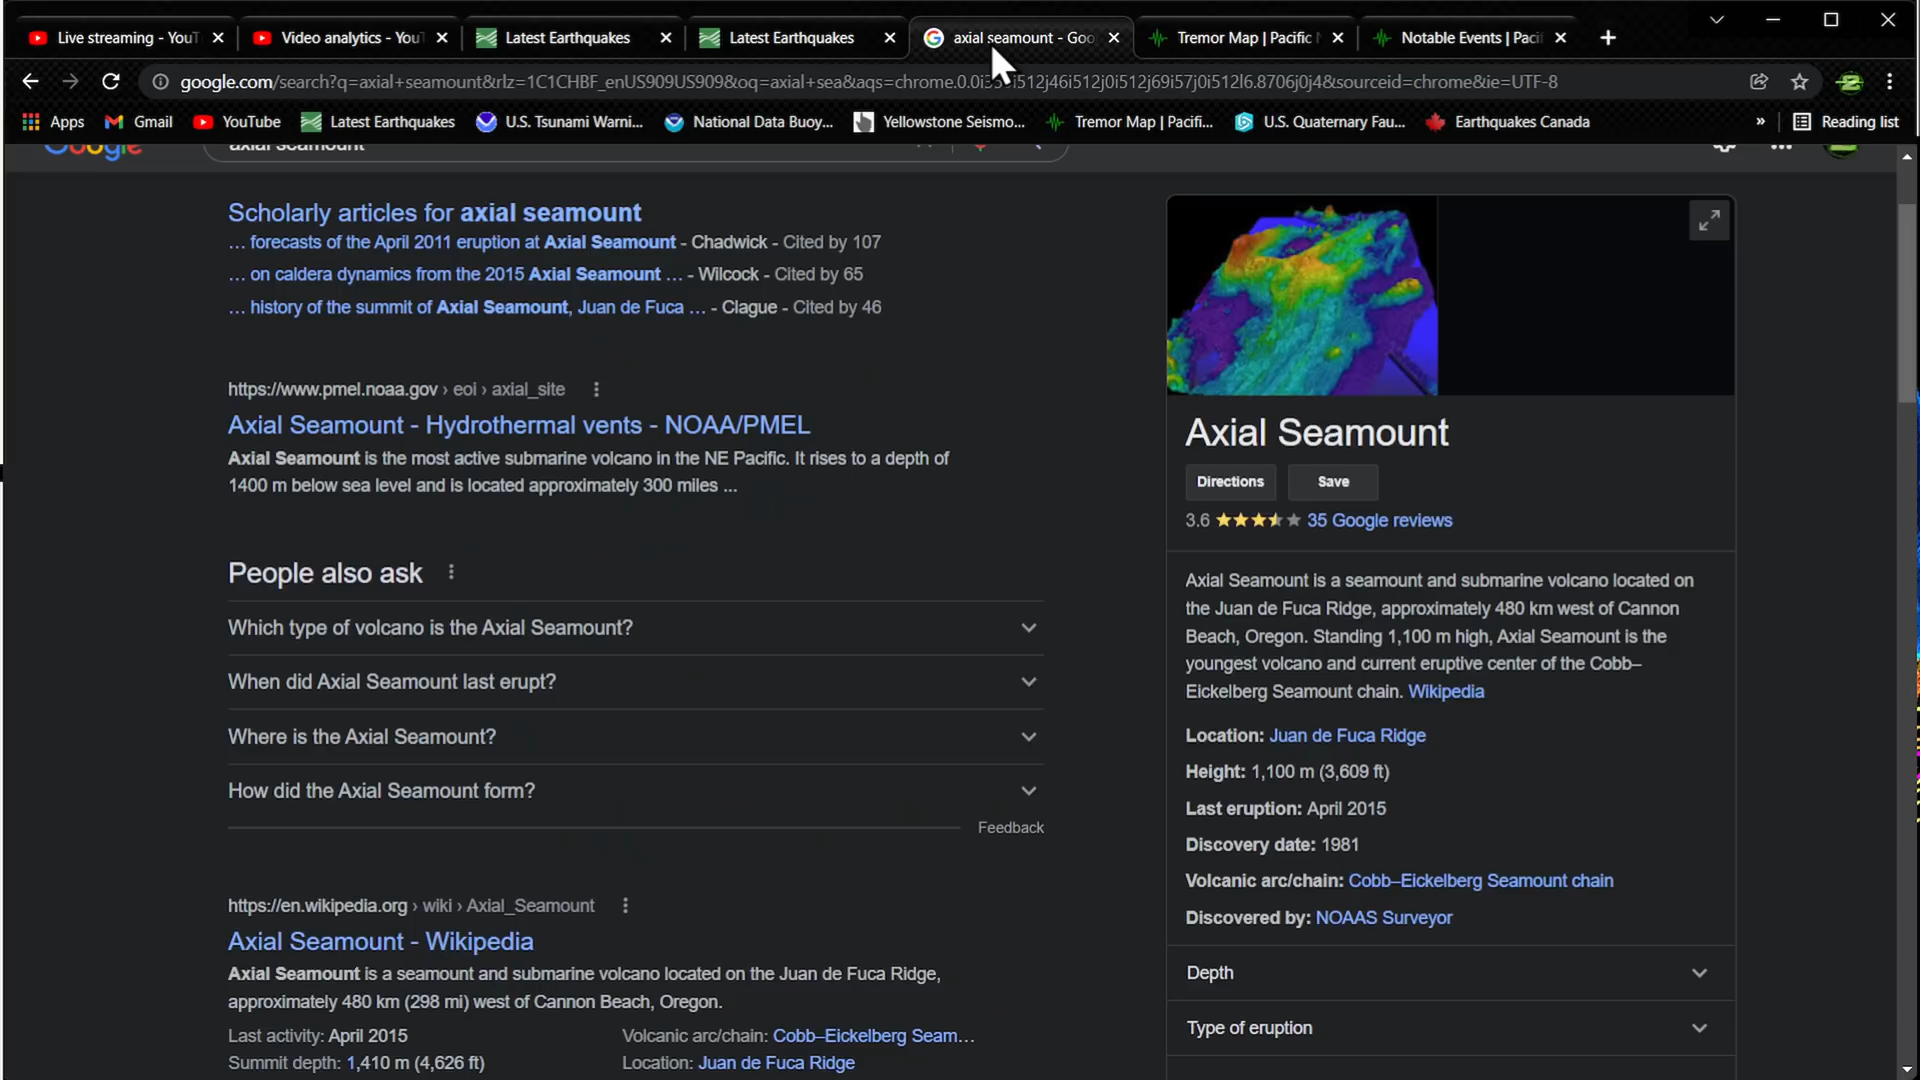 Live streaming - YouT
Video analytics - YouT
Latest Earthquakes
Latest Earthquakes
axial seamount - Goo
Tremor Map | Pacific N
Notable Events | Pacif
google.com/search?q=axial+seamount&rlz=1C1CHBF_enUS909US909&oq=axial+sea&aqs=chrome.0.0i355i512j46i512j0i512j69i57j0i512l6.8706j0j4&sourceid=chrome&ie=UTF-8
Apps
Gmail
YouTube
Latest Earthquakes
U.S. Tsunami Warni...
National Data Buoy...
Yellowstone Seismo...
Tremor Map | Pacifi...
U.S. Quaternary Fau...
Earthquakes Canada
»
Reading list
Google
axial seamount
Scholarly articles for axial seamount
… forecasts of the April 2011 eruption at Axial Seamount - Chadwick - Cited by 107
… on caldera dynamics from the 2015 Axial Seamount … - Wilcock - Cited by 65
… history of the summit of Axial Seamount, Juan de Fuca … - Clague - Cited by 46
https://www.pmel.noaa.gov › eoi › axial_site
Axial Seamount - Hydrothermal vents - NOAA/PMEL
Axial Seamount is the most active submarine volcano in the NE Pacific. It rises to a depth of
1400 m below sea level and is located approximately 300 miles ...
People also ask
Which type of volcano is the Axial Seamount?
When did Axial Seamount last erupt?
Where is the Axial Seamount?
How did the Axial Seamount form?
Feedback
https://en.wikipedia.org › wiki › Axial_Seamount
Axial Seamount - Wikipedia
Axial Seamount is a seamount and submarine volcano located on the Juan de Fuca Ridge,
approximately 480 km (298 mi) west of Cannon Beach, Oregon.
Last activity: April 2015
Volcanic arc/chain: Cobb–Eickelberg Seam…
Summit depth: 1,410 m (4,626 ft)
Location: Juan de Fuca Ridge
Axial Seamount
Directions
Save
3.6 35 Google reviews
Axial Seamount is a seamount and submarine volcano located on
the Juan de Fuca Ridge, approximately 480 km west of Cannon
Beach, Oregon. Standing 1,100 m high, Axial Seamount is the
youngest volcano and current eruptive center of the Cobb–
Eickelberg Seamount chain. Wikipedia
Location: Juan de Fuca Ridge
Height: 1,100 m (3,609 ft)
Last eruption: April 2015
Discovery date: 1981
Volcanic arc/chain: Cobb–Eickelberg Seamount chain
Discovered by: NOAAS Surveyor
Depth
Type of eruption